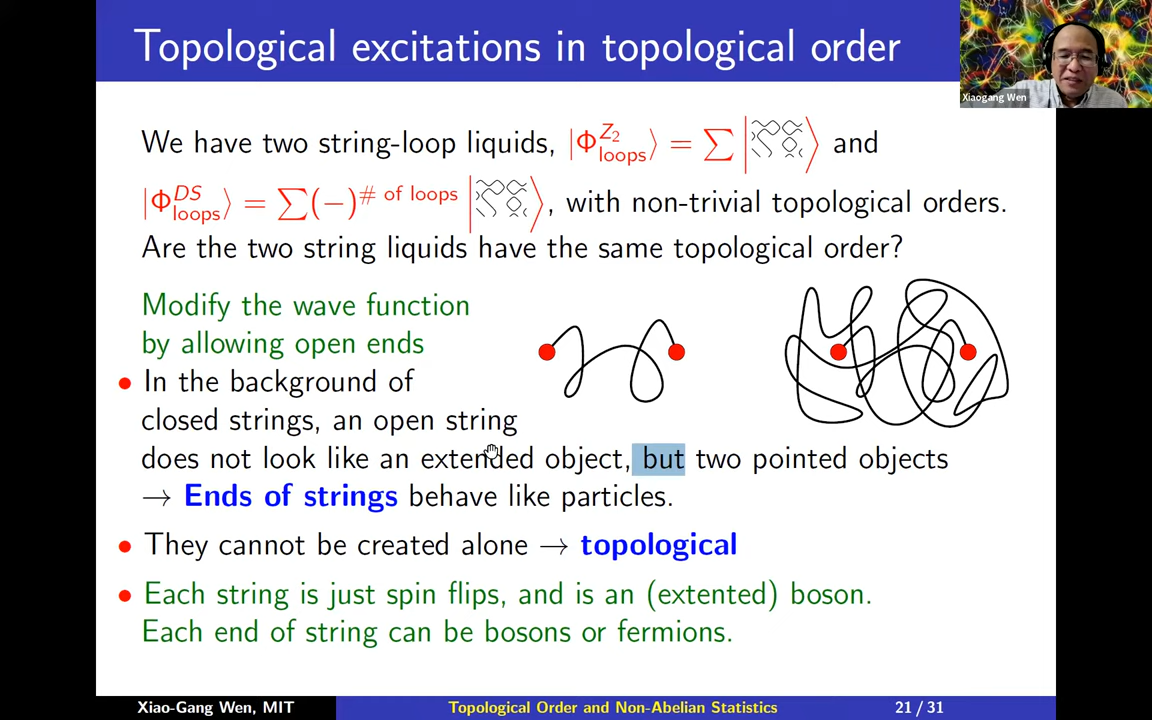 Topological excitations in topological order
Xiaogang Wen
We have two string-loop liquids, |Φ^{Z_2}_{loops}⟩ = ∑ | ⟩ and
|Φ^{DS}_{loops}⟩ = ∑(−)^{# of loops} | ⟩, with non-trivial topological orders.
Are the two string liquids have the same topological order?
Modify the wave function
by allowing open ends
• In the background of
closed strings, an open string
does not look like an extended object, but two pointed objects
→ Ends of strings behave like particles.
• They cannot be created alone → topological
• Each string is just spin flips, and is an (extented) boson.
Each end of string can be bosons or fermions.
Xiao-Gang Wen, MIT
Topological Order and Non-Abelian Statistics
21 / 31